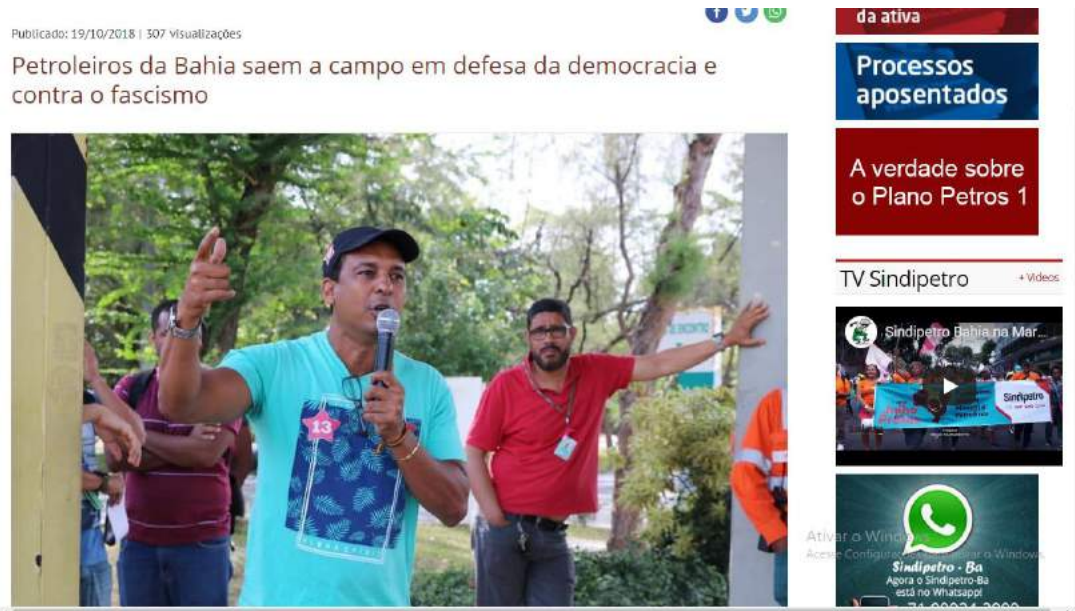 Publicado: 19/10/2018 | 307 visualizações
Petroleiros da Bahia saem a campo em defesa da democracia e
contra o fascismo
13
da ativa
Processos
aposentados
A verdade sobre
o Plano Petros 1
TV Sindipetro
+ Videos
Sindipetro Bahia na Mar...
Sindipetro
Ativar o Windows
Sindipetro - Ba
Agora o Sindipetro-Ba
está no Whatsapp!